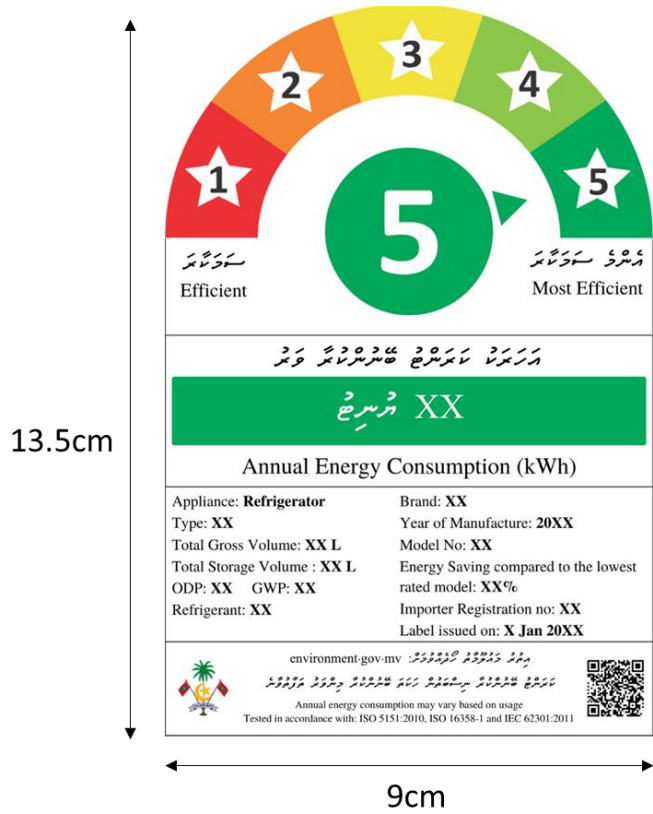 1
2
3
4
5
5
ސަމަކާރަ
Efficient
އެންމެ ސަމަކާރަ
Most Efficient
އަހަރަކު ކަރަންޓު ބޭނުންކުރާ ވަރު
XX ޔުނިޓު
Annual Energy Consumption (kWh)
Appliance: Refrigerator
Type: XX
Total Gross Volume: XX L
Total Storage Volume : XX L
ODP: XX GWP: XX
Refrigerant: XX
Brand: XX
Year of Manufacture: 20XX
Model No: XX
Energy Saving compared to the lowest
rated model: XX%
Importer Registration no: XX
Label issued on: X Jan 20XX
އިތުރު މަޢުލޫމާތު ހޯދެއްވުމަށް: environment-gov-mv
ކަރަންޓު ބޭނުންކުރާ ނިސްބަތުން ހަކަތަ ބޭނުންކުރާ މިންވަރު ތަފާތުވާނެ
Annual energy consumption may vary based on usage
Tested in accordance with: ISO 5151:2010, ISO 16358-1 and IEC 62301:2011
13.5cm
9cm